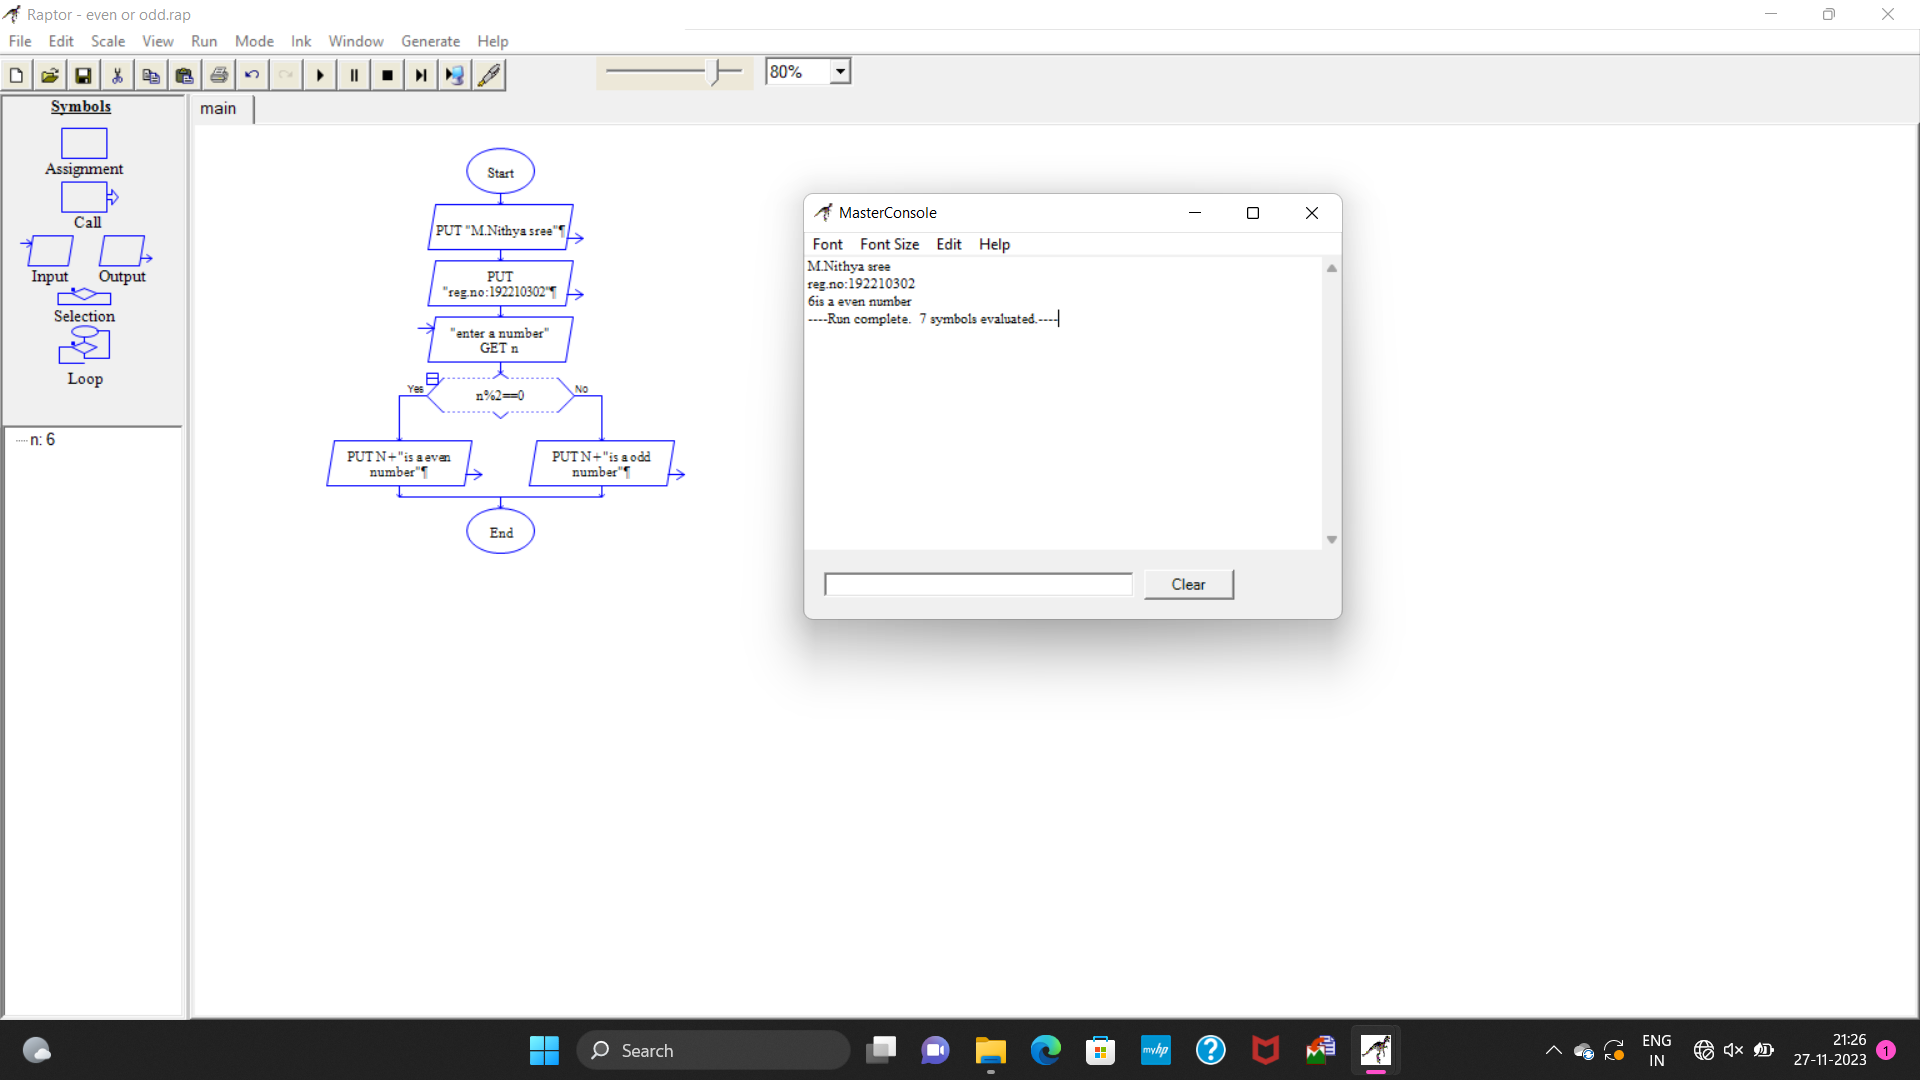 Raptor - even or odd.rap
File Edit Scale View Run Mode Ink Window Generate Help
80%
Symbols
Assignment
Call
Input Output
Selection
Loop
n: 6
main
Start
PUT "M.Nithya sree"¶
PUT
"reg.no:192210302"¶
"enter a number"
GET n
Yes
n%2==0
No
PUT N+"is a even
number"¶
PUT N+"is a odd
number"¶
End
MasterConsole
Font Font Size Edit Help
M.Nithya sree
reg.no:192210302
6is a even number
----Run complete.  7 symbols evaluated.----
Clear
Search
myhp
?
ENG
IN
21:26
27-11-2023
1